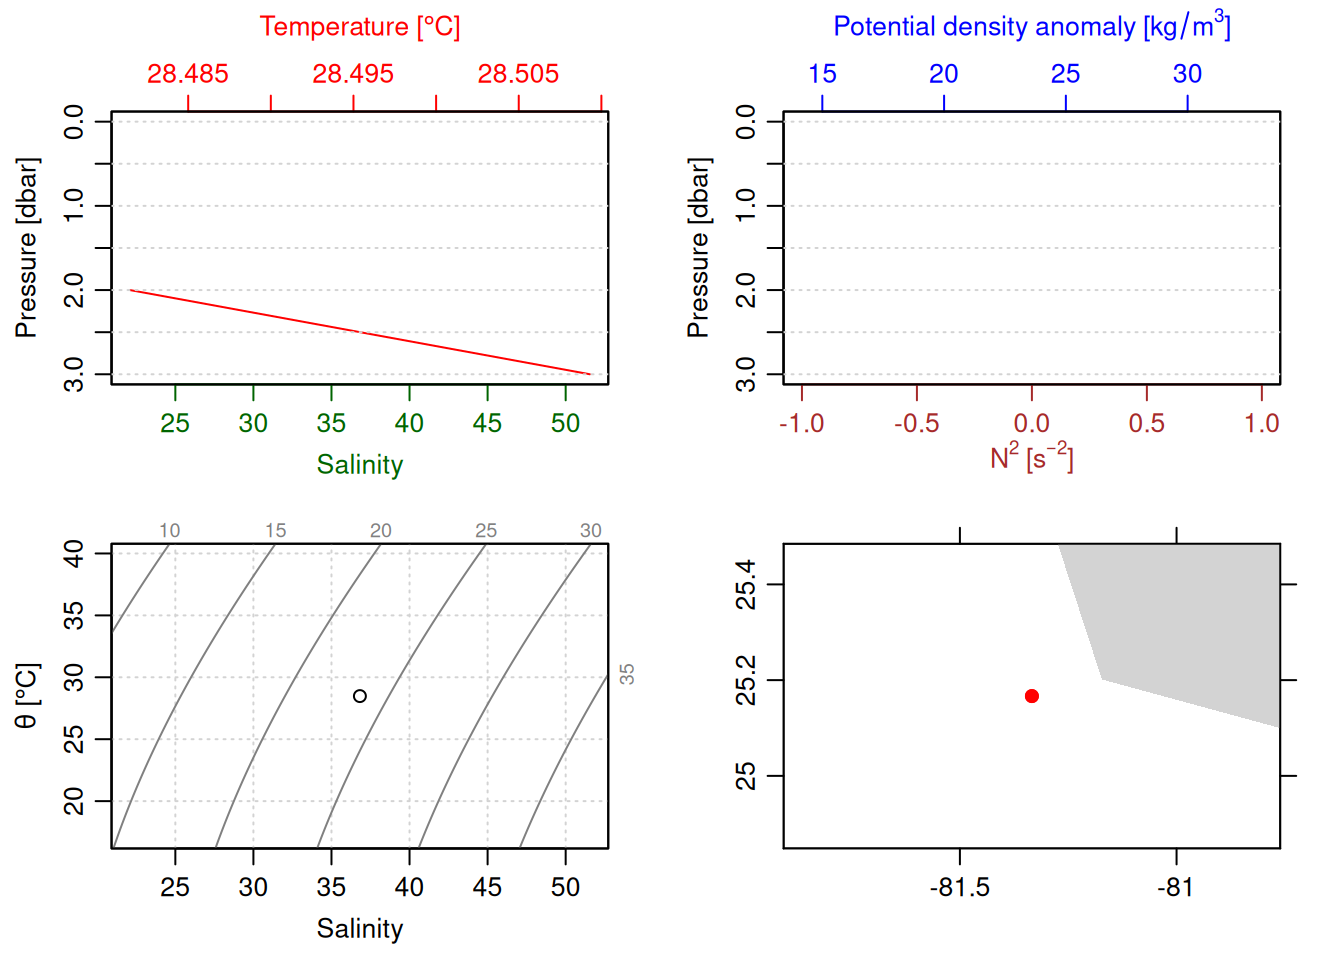 Temperature [°C]
28.485 28.495 28.505
Pressure [dbar]
0.0 1.0 2.0 3.0
25 30 35 40 45 50
Salinity
Potential density anomaly [kg/m³]
15 20 25 30
Pressure [dbar]
0.0 1.0 2.0 3.0
-1.0 -0.5 0.0 0.5 1.0
N² [s⁻²]
10 15 20 25 30
35
θ [°C]
40 35 30 25 20
25 30 35 40 45 50
Salinity
25.4 25.2 25
-81.5 -81